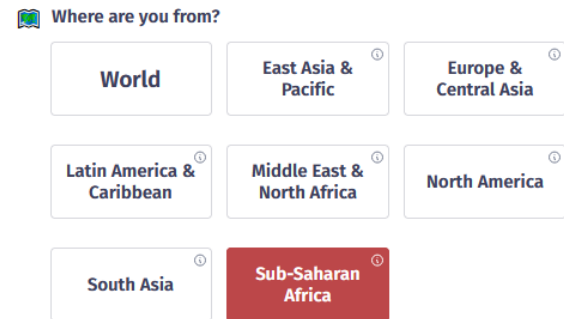 Where are you from?
World
East Asia &
Pacific
Europe &
Central Asia
Latin America &
Caribbean
Middle East &
North Africa
North America
South Asia
Sub-Saharan
Africa